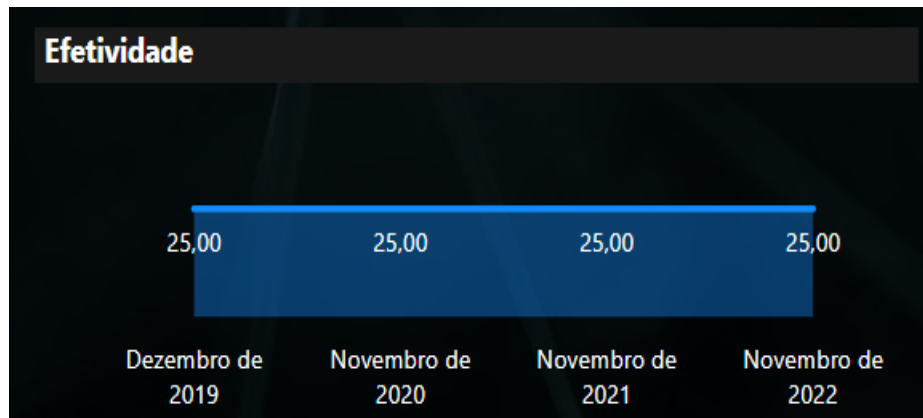 Efetividade
25,00 25,00 25,00 25,00
Dezembro de Novembro de Novembro de Novembro de
2019 2020 2021 2022